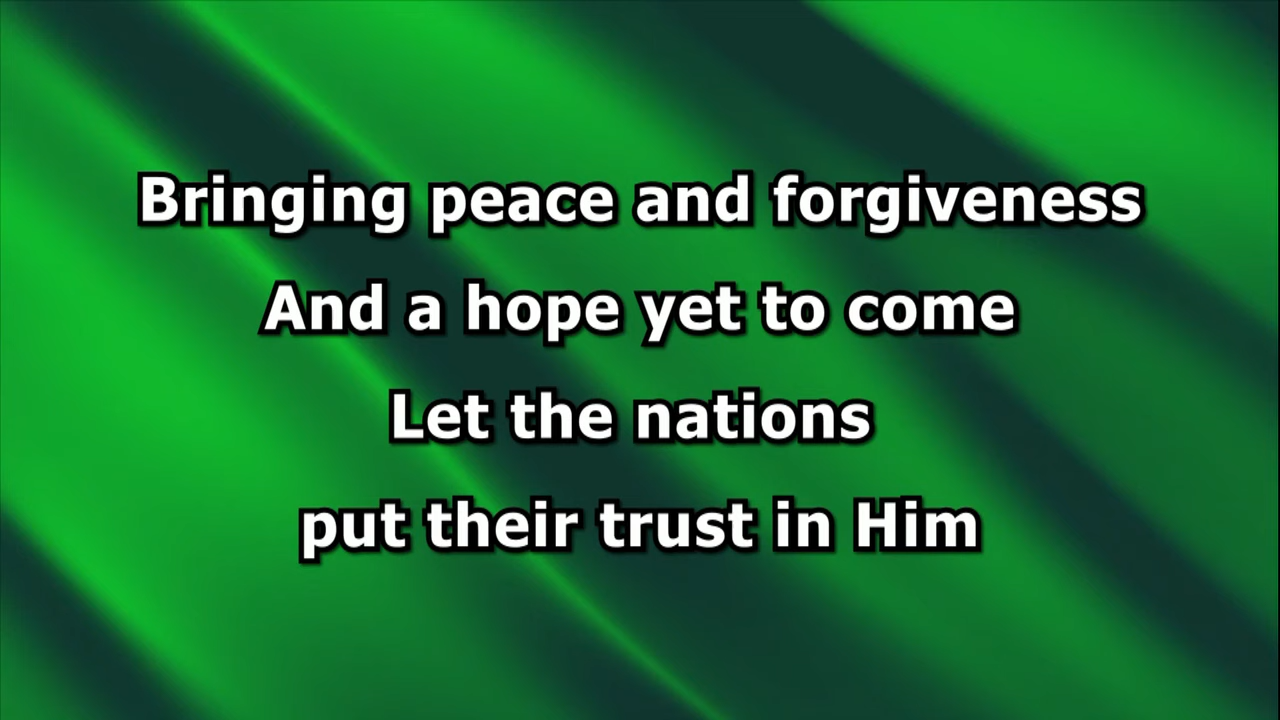 Bringing peace and forgiveness
And a hope yet to come
Let the nations
put their trust in Him